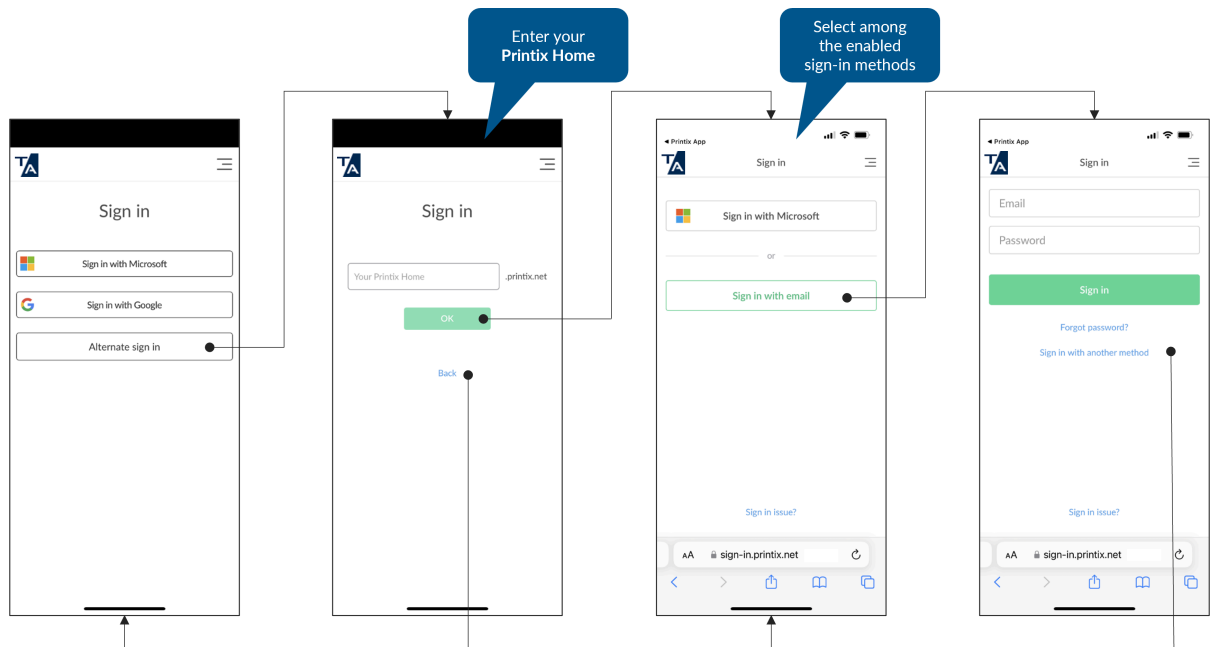 Enter your
Printix Home
Select among
the enabled
sign-in methods
TA
Sign in
Sign in with Microsoft
Sign in with Google
Alternate sign in
TA
Sign in
Your Printix Home
.printix.net
OK
Back
◂ Printix App
TA
Sign in
Sign in with Microsoft
or
Sign in with email
Sign in issue?
AA
sign-in.printix.net
◂ Printix App
TA
Sign in
Email
Password
Sign in
Forgot password?
Sign in with another method
Sign in issue?
AA
sign-in.printix.net